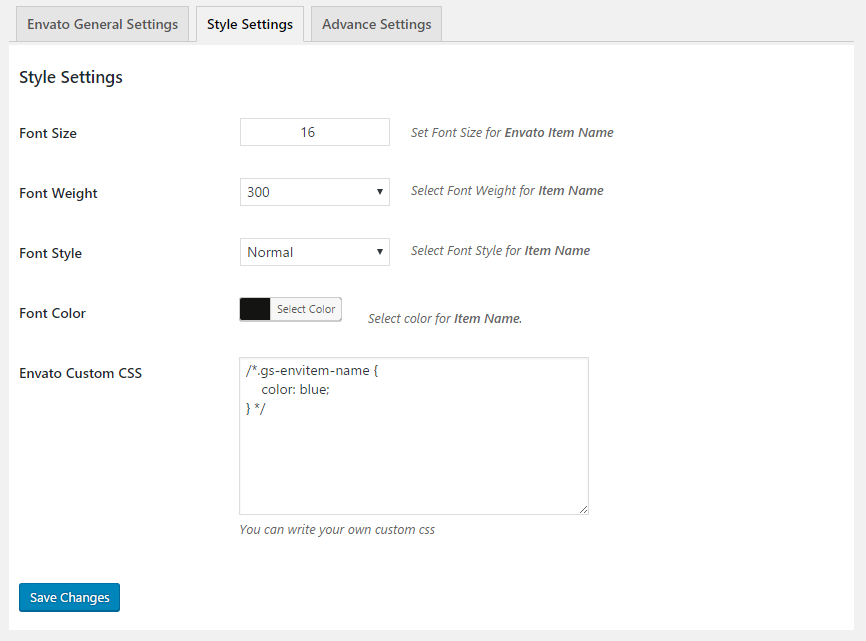 Envato General Settings Style Settings Advance Settings
Style Settings
Font Size 16 Set Font Size for Envato Item Name
Font Weight 300 Select Font Weight for Item Name
Font Style Normal Select Font Style for Item Name
Font Color Select Color Select color for Item Name.
Envato Custom CSS /*.gs-envitem-name {
color: blue;
} */
You can write your own custom css
Save Changes